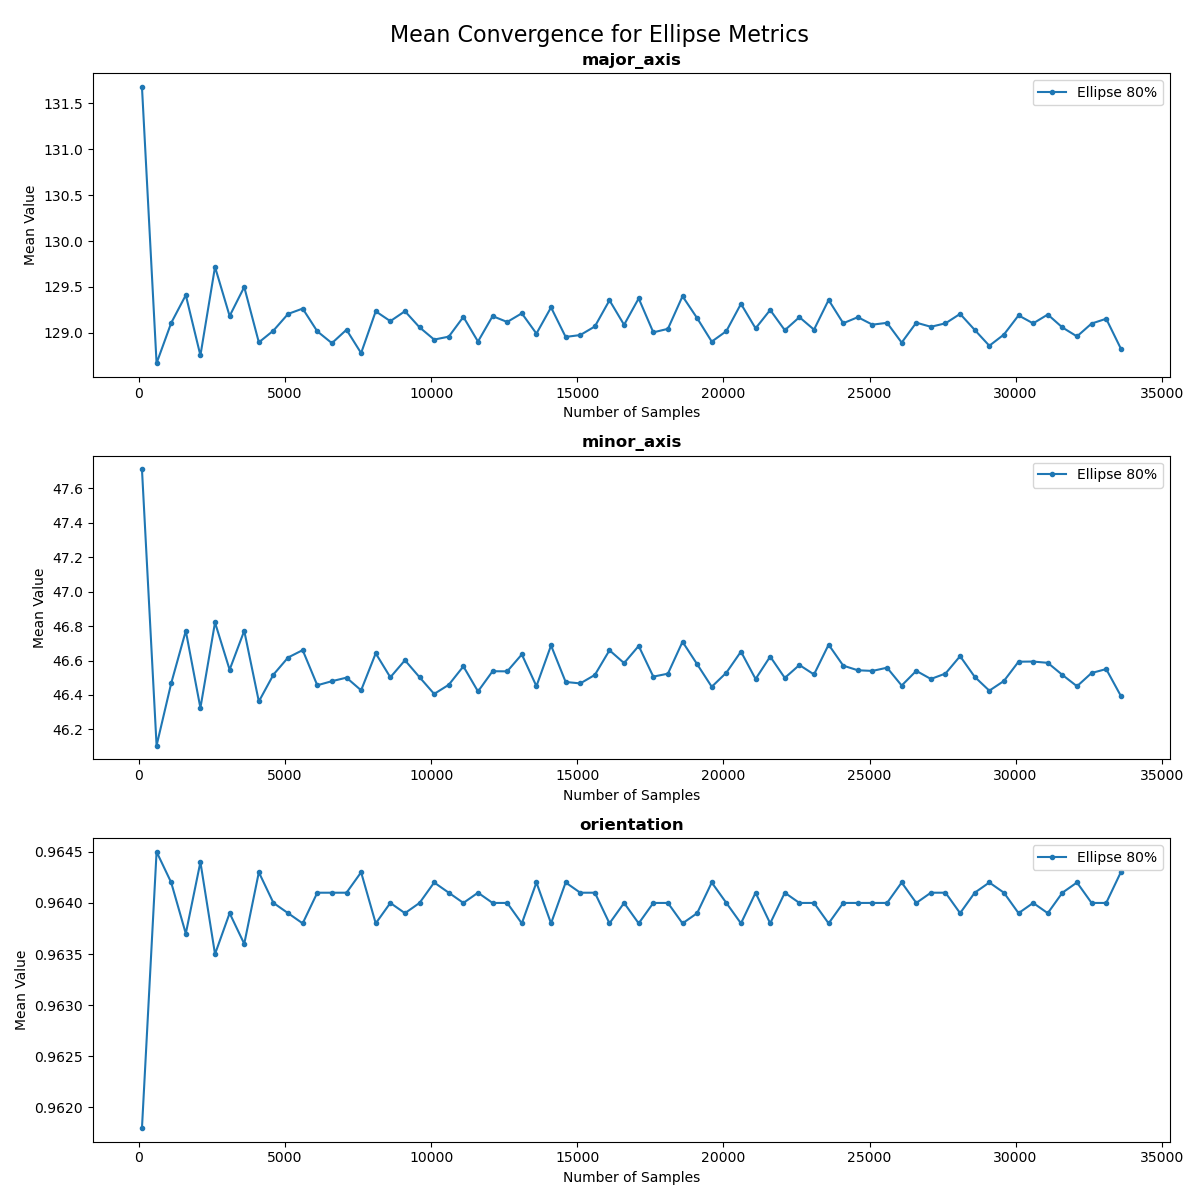 Mean Convergence for Ellipse Metrics
major_axis
Ellipse 80%
131.5
131.0
130.5
130.0
129.5
129.0
Mean Value
0 5000 10000 15000 20000 25000 30000 35000
Number of Samples
minor_axis
Ellipse 80%
47.6
47.4
47.2
47.0
46.8
46.6
46.4
46.2
Mean Value
0 5000 10000 15000 20000 25000 30000 35000
Number of Samples
orientation
Ellipse 80%
0.9645
0.9640
0.9635
0.9630
0.9625
0.9620
Mean Value
0 5000 10000 15000 20000 25000 30000 35000
Number of Samples